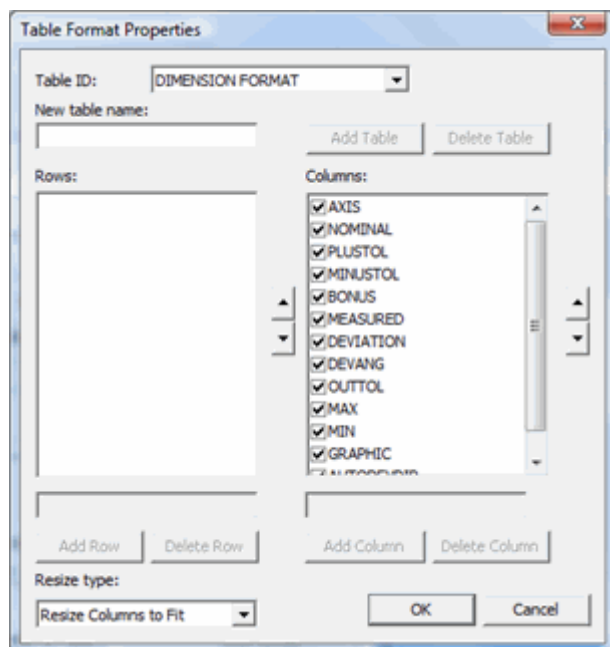 Table Format Properties
Table ID: DIMENSION FORMAT
New table name:
Add Table Delete Table
Rows: Columns:
AXIS
NOMINAL
PLUSTOL
MINUSTOL
BONUS
MEASURED
DEVIATION
DEVANG
OUTTOL
MAX
MIN
GRAPHIC
Add Row Delete Row Add Column Delete Column
Resize type:
Resize Columns to Fit OK Cancel